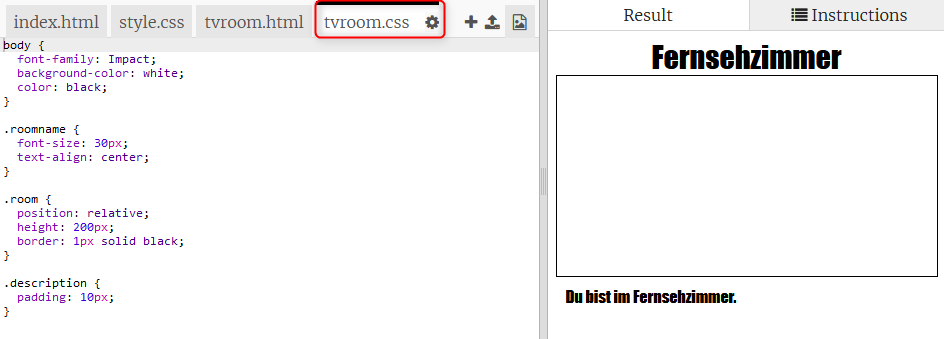 index.html style.css tvroom.html tvroom.css
Result Instructions
body {
  font-family: Impact;
  background-color: white;
  color: black;
}
.roomname {
  font-size: 30px;
  text-align: center;
}
.room {
  position: relative;
  height: 200px;
  border: 1px solid black;
}
.description {
  padding: 10px;
}
Fernsehzimmer
Du bist im Fernsehzimmer.